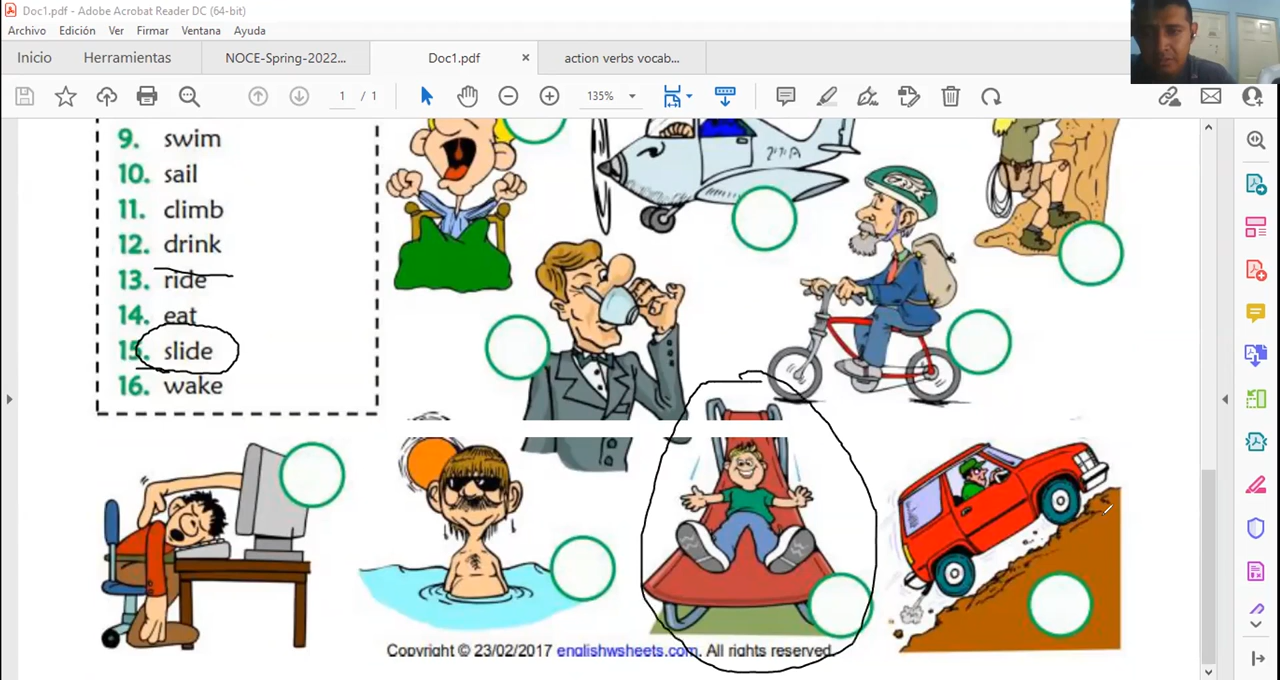 Doc1.pdf - Adobe Acrobat Reader DC (64-bit)
Archivo Edición Ver Firmar Ventana Ayuda
Inicio Herramientas NOCE-Spring-2022... Doc1.pdf × action verbs vocab...
1 / 1 135%
9. swim
10. sail
11. climb
12. drink
13. ride
14. eat
15. slide
16. wake
Copyright © 23/02/2017 englishwsheets.com. All rights reserved.